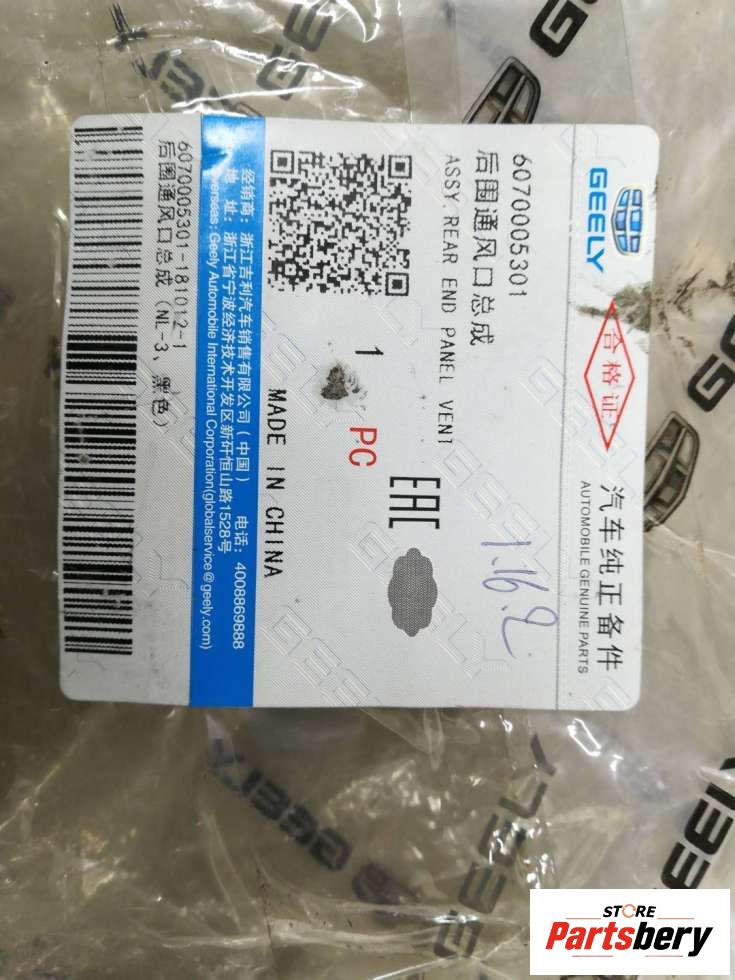 GEELY
合格证
汽车纯正备件
AUTOMOBILE GENUINE PARTS
6070005301
后围通风口总成
ASSY REAR END PANEL VENT
1 PC
EAC
1.16.2
MADE IN CHINA
经销商：浙江吉利汽车销售有限公司（中国） 电话：4008869888
地 址：浙江省宁波经济技术开发区新矸恒山路1528号
Overseas: Geely Automobile International Corporation(globalservice@geely.com)
6070005301-181012-1
后围通风口总成 (NL-3、黑色)
GEELY
GEELY
GEELY
STORE
Partsbery